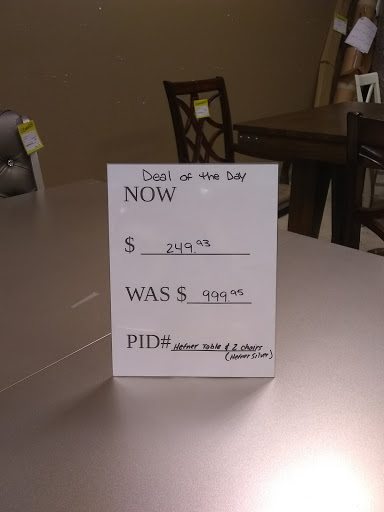 Deal of the Day
NOW
$ 249.93
WAS $ 999.95
PID# Hefner Table & 2 chairs
(Hefner Silver)